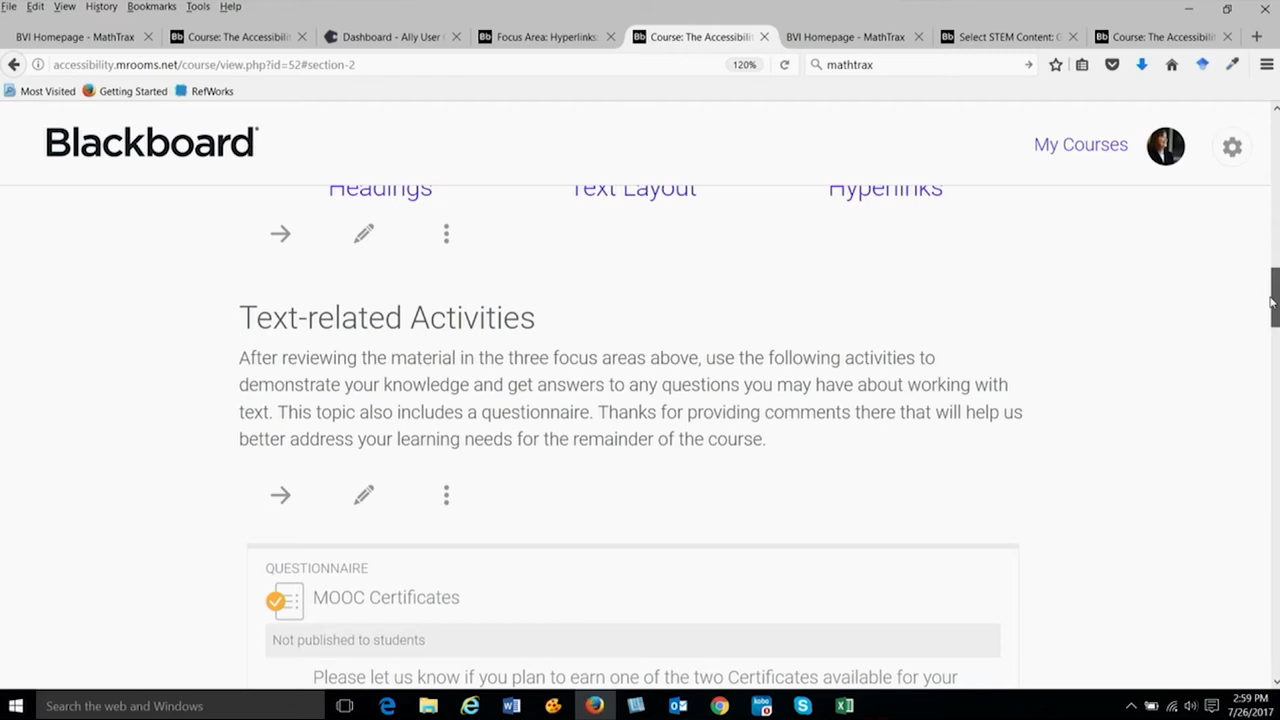 File Edit View History Bookmarks Tools Help
BVI Homepage - MathTrax
Course: The Accessibili
Dashboard - Ally User
Focus Area: Hyperlinks:
Course: The Accessibili
BVI Homepage - MathTrax
Select STEM Content:
Course: The Accessibili
accessibility.mrooms.net/course/view.php?id=52#section-2
120%
mathtrax
Most Visited Getting Started RefWorks
Blackboard
My Courses
Headings Text Layout Hyperlinks
Text-related Activities
After reviewing the material in the three focus areas above, use the following activities to
demonstrate your knowledge and get answers to any questions you may have about working with
text. This topic also includes a questionnaire. Thanks for providing comments there that will help us
better address your learning needs for the remainder of the course.
QUESTIONNAIRE
MOOC Certificates
Not published to students
Please let us know if you plan to earn one of the two Certificates available for your
Search the web and Windows
2:59 PM
7/26/2017